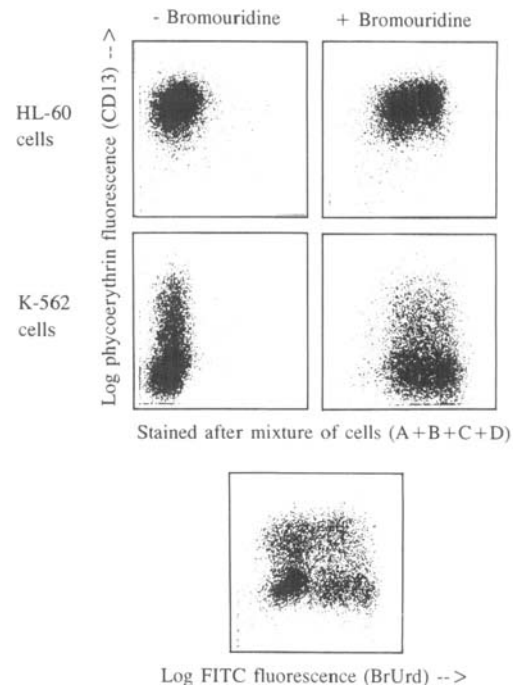 - Bromouridine
+ Bromouridine
HL-60
cells
K-562
cells
Log phycoerythrin fluorescence (CD13) -->
Stained after mixture of cells (A+B+C+D)
Log FITC fluorescence (BrUrd) -->